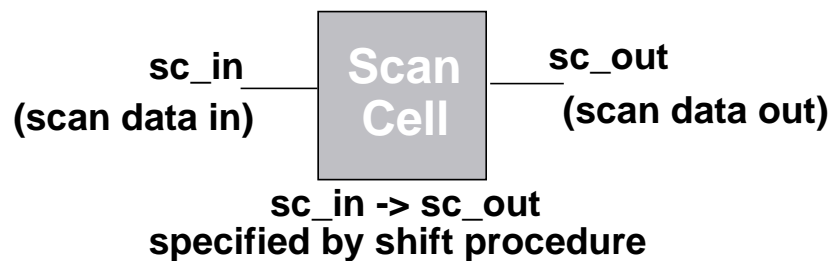 sc_in
(scan data in)
Scan
Cell
sc_out
(scan data out)
sc_in -> sc_out
specified by shift procedure